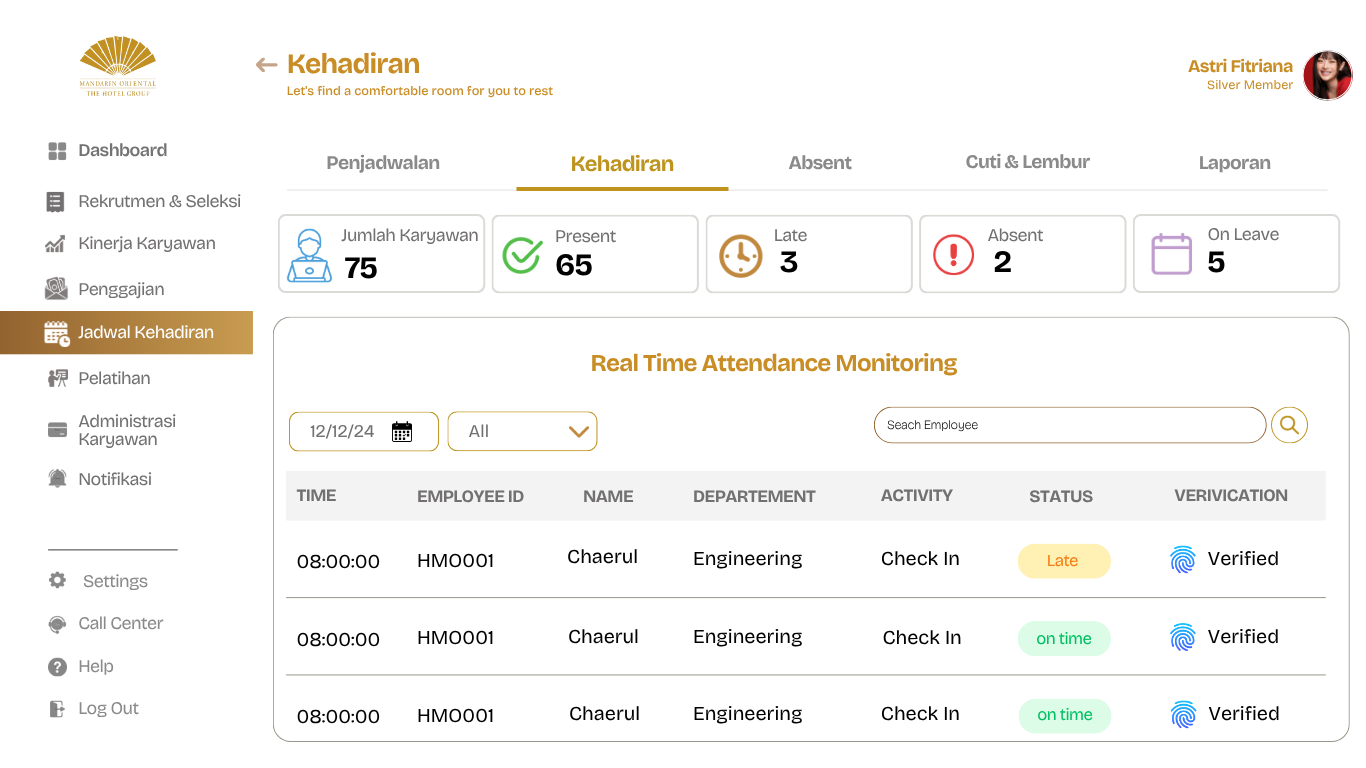 MANDARIN ORIENTAL
THE HOTEL GROUP
Kehadiran
Let's find a comfortable room for you to rest
Astri Fitriana
Silver Member
Dashboard
Rekrutmen & Seleksi
Kinerja Karyawan
Penggajian
Jadwal Kehadiran
Pelatihan
Administrasi
Karyawan
Notifikasi
Settings
Call Center
Help
Log Out
Penjadwalan Kehadiran Absent Cuti & Lembur Laporan
Jumlah Karyawan
75
Present
65
Late
3
Absent
2
On Leave
5
Real Time Attendance Monitoring
12/12/24
All
Seach Employee
TIME EMPLOYEE ID NAME DEPARTEMENT ACTIVITY STATUS VERIVICATION
08:00:00 HMO001 Chaerul Engineering Check In Late Verified
08:00:00 HMO001 Chaerul Engineering Check In on time Verified
08:00:00 HMO001 Chaerul Engineering Check In on time Verified